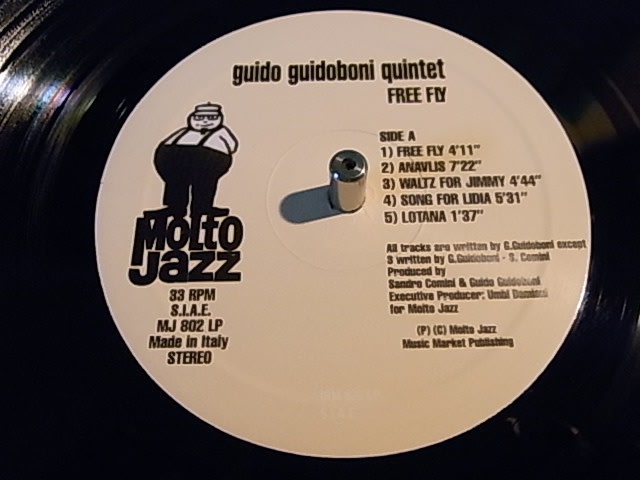 guido guidoboni quintet
FREE FLY
SIDE A
1) FREE FLY 4'11"
2) ANAVLIS 7'22"
3) WALTZ FOR JIMMY 4'44"
4) SONG FOR LIDIA 5'31"
5) LOTANA 1'37"
All tracks are written by G.Guidoboni except
3 written by G.Guidoboni - S. Comini
Produced by
Sandro Comini & Guido Guidoboni
Executive Producer: Umbi Damiani
for Molto Jazz
(P) (C) Molto Jazz
Music Market Publishing
Molto
Jazz
33 RPM
S.I.A.E.
MJ 802 LP
Made in Italy
STEREO